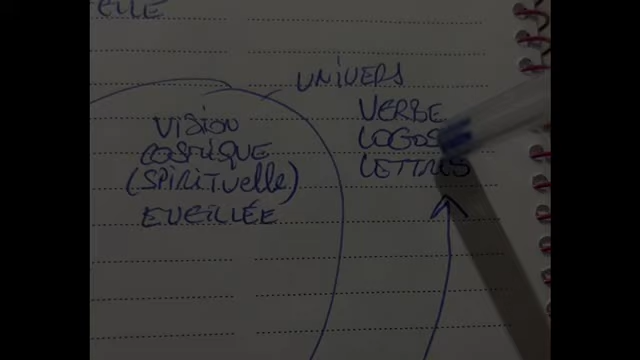 UNIVERS
VERBE
LOGOS
LETTRES
VISION
COSMIQUE
(SPIRITUELLE)
EVEILLÉE